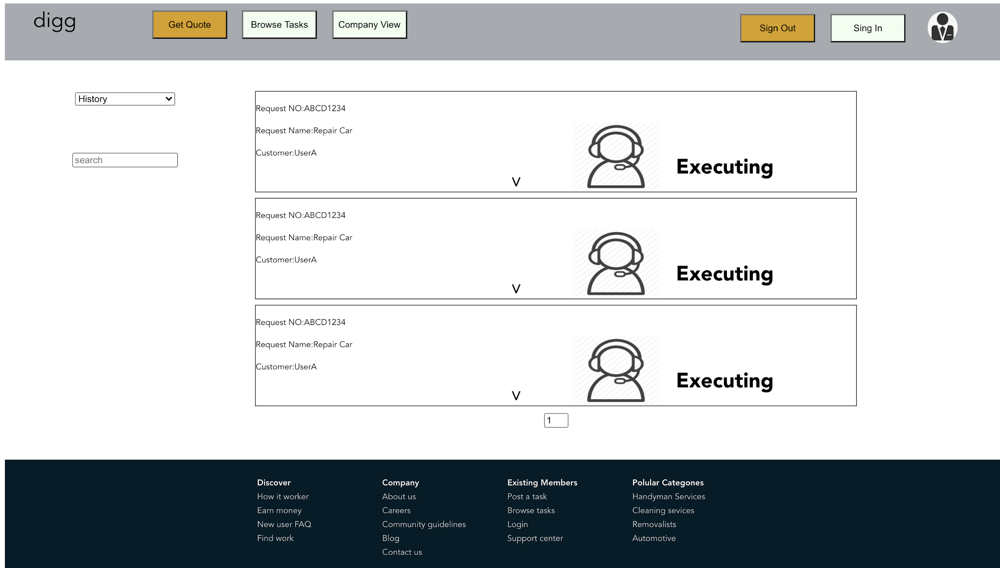 digg
Get Quote
Browse Tasks
Company View
Sign Out
Sing In
History
search
Request NO:ABCD1234
Request Name:Repair Car
Customer:UserA
V
Executing
Request NO:ABCD1234
Request Name:Repair Car
Customer:UserA
V
Executing
Request NO:ABCD1234
Request Name:Repair Car
Customer:UserA
V
Executing
1
Discover
How it worker
Earn money
New user FAQ
Find work
Company
About us
Careers
Community guidelines
Blog
Contact us
Existing Members
Post a task
Browse tasks
Login
Support center
Polular Categones
Handyman Services
Cleaning sevices
Removalists
Automotive